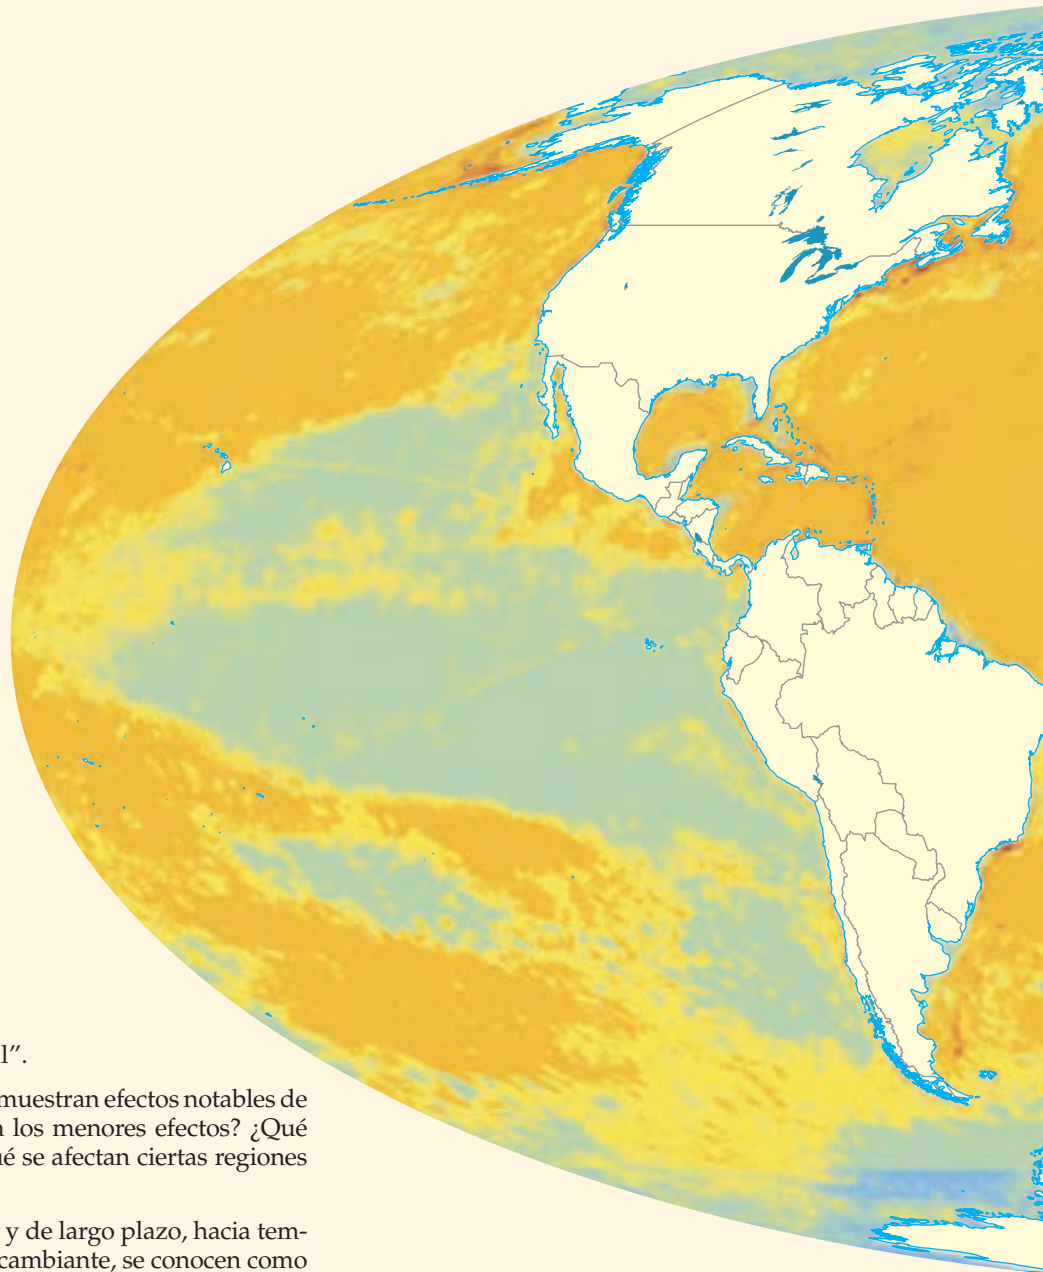 l”.
muestran efectos notables de
n los menores efectos? ¿Qué
ué se afectan ciertas regiones
y de largo plazo, hacia tem-
cambiante, se conocen como